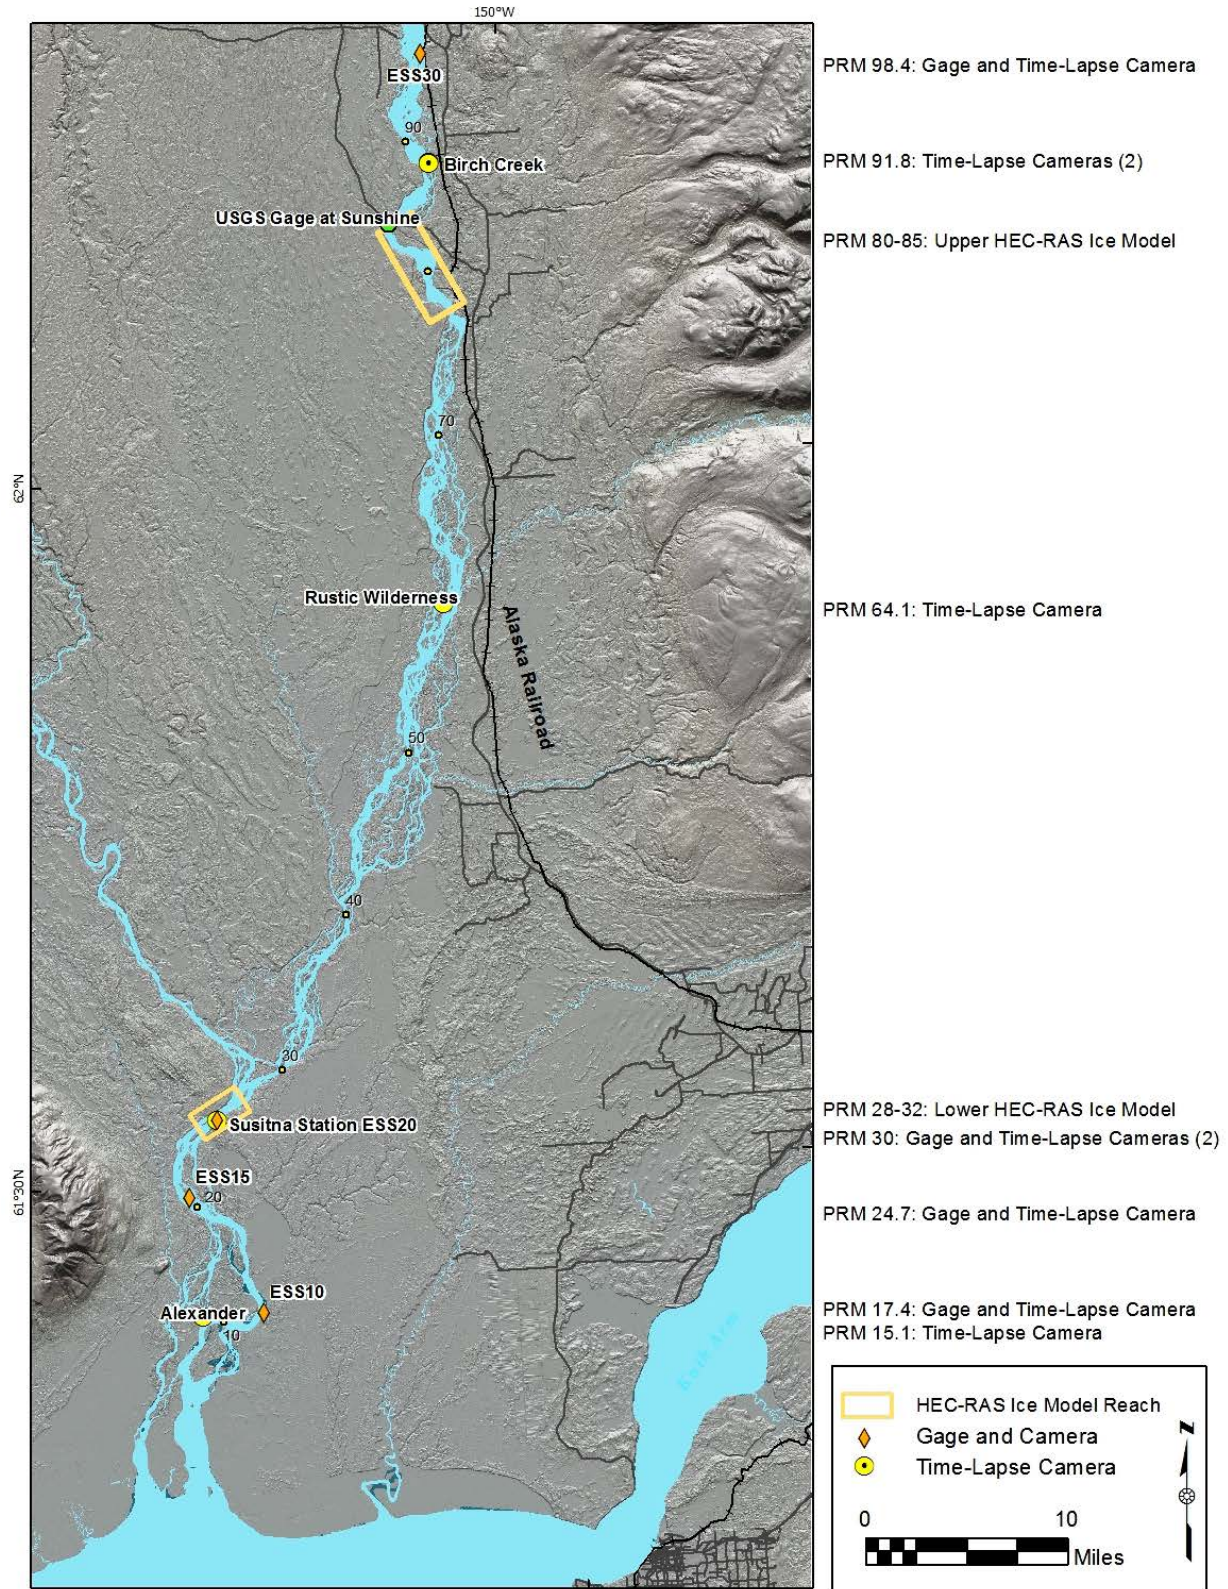 150°W
PRM 98.4: Gage and Time-Lapse Camera
ESS30
90
Birch Creek
PRM 91.8: Time-Lapse Cameras (2)
USGS Gage at Sunshine
PRM 80-85: Upper HEC-RAS Ice Model
70
62°N
Rustic Wilderness
PRM 64.1: Time-Lapse Camera
Alaska Railroad
50
40
30
PRM 28-32: Lower HEC-RAS Ice Model
Susitna Station ESS20
PRM 30: Gage and Time-Lapse Cameras (2)
ESS15
61°30N
20
PRM 24.7: Gage and Time-Lapse Camera
ESS10
Alexander
PRM 17.4: Gage and Time-Lapse Camera
10
PRM 15.1: Time-Lapse Camera
Knik Arm
HEC-RAS Ice Model Reach
Gage and Camera
Time-Lapse Camera
N
0 10
Miles